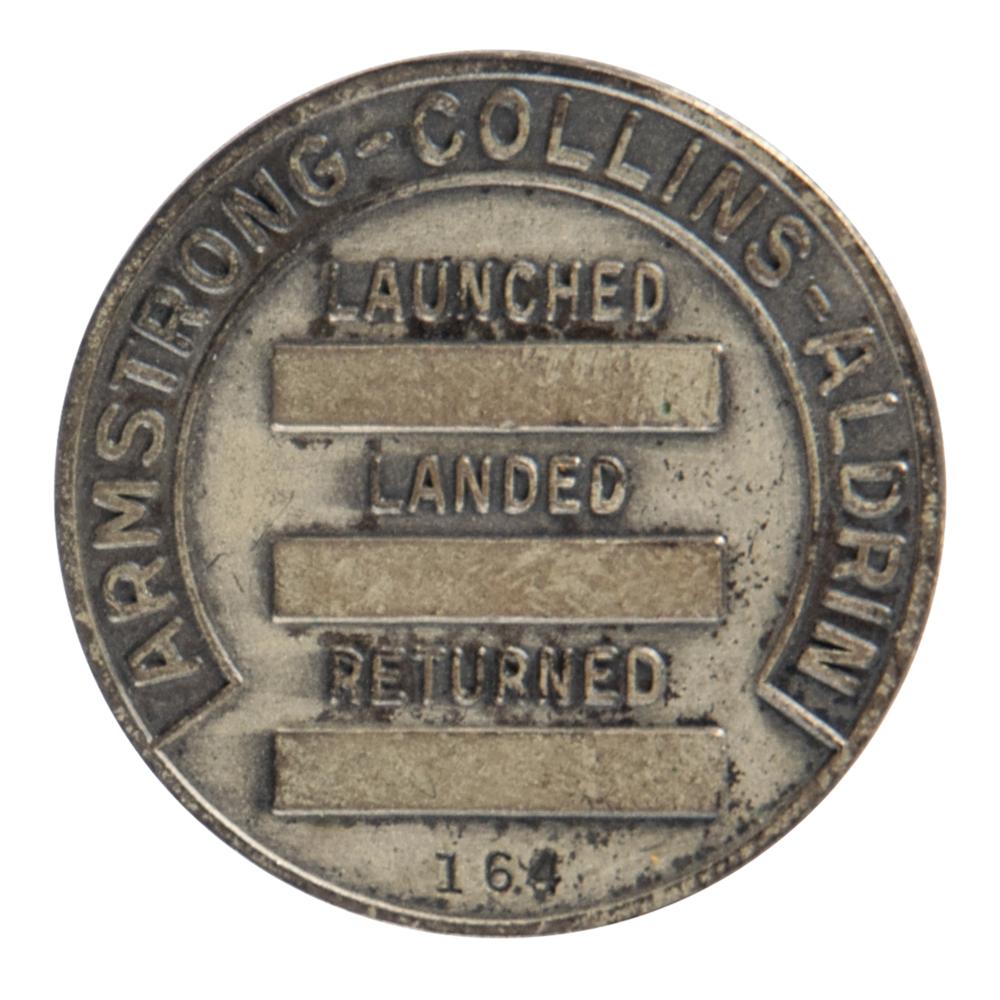 ARMSTRONG-COLLINS-ALDRIN
LAUNCHED
LANDED
RETURNED
164